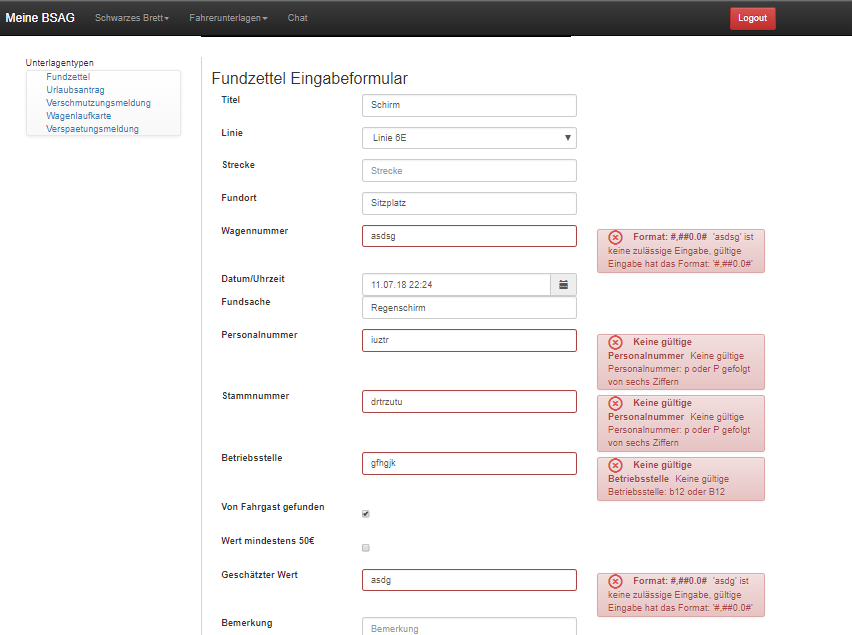 Meine BSAG Schwarzes Brett Fahrerunterlagen Chat Logout
Unterlagentypen
Fundzettel
Urlaubsantrag
Verschmutzungsmeldung
Wagenlaufkarte
Verspaetungsmeldung
Fundzettel Eingabeformular
Titel Schirm
Linie Linie 6E
Strecke Strecke
Fundort Sitzplatz
Wagennummer asdsg
Format: #,##0.0# 'asdsg' ist
keine zulässige Eingabe, gültige
Eingabe hat das Format: '#,##0.0#'
Datum/Uhrzeit 11.07.18 22:24
Fundsache Regenschirm
Personalnummer iuztr
Keine gültige
Personalnummer Keine gültige
Personalnummer: p oder P gefolgt
von sechs Ziffern
Stammnummer drtrzutu
Keine gültige
Personalnummer Keine gültige
Personalnummer: p oder P gefolgt
von sechs Ziffern
Betriebsstelle gfhgjk
Keine gültige
Betriebsstelle Keine gültige
Betriebsstelle: b12 oder B12
Von Fahrgast gefunden
Wert mindestens 50€
Geschätzter Wert asdg
Format: #,##0.0# 'asdg' ist
keine zulässige Eingabe, gültige
Eingabe hat das Format: '#,##0.0#'
Bemerkung Bemerkung